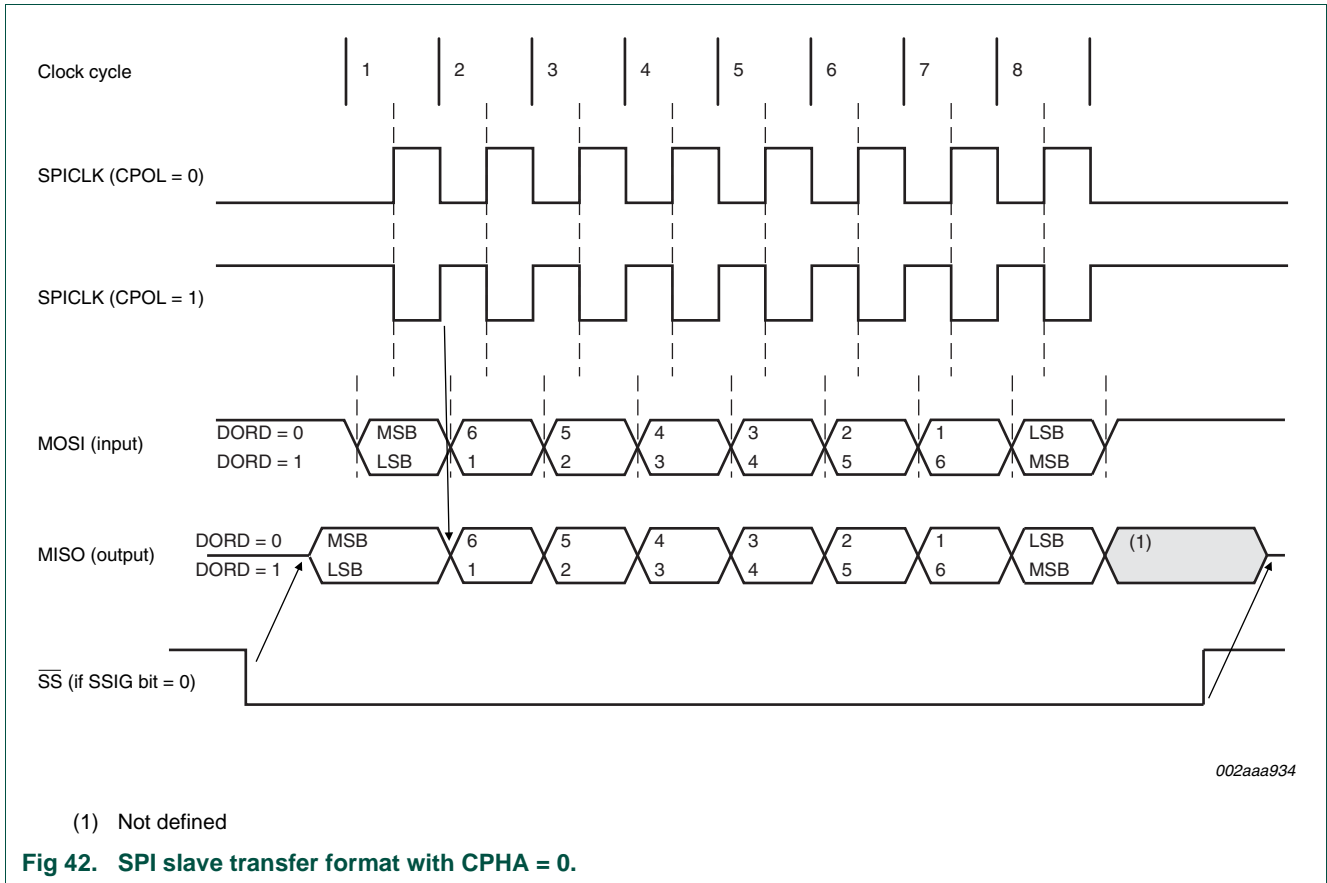 Clock cycle 1 2 3 4 5 6 7 8
SPICLK (CPOL = 0)
SPICLK (CPOL = 1)
MOSI (input) DORD = 0 MSB 6 5 4 3 2 1 LSB
DORD = 1 LSB 1 2 3 4 5 6 MSB
MISO (output) DORD = 0 MSB 6 5 4 3 2 1 LSB (1)
DORD = 1 LSB 1 2 3 4 5 6 MSB
S̅S̅ (if SSIG bit = 0)
002aaa934
(1) Not defined
Fig 42. SPI slave transfer format with CPHA = 0.